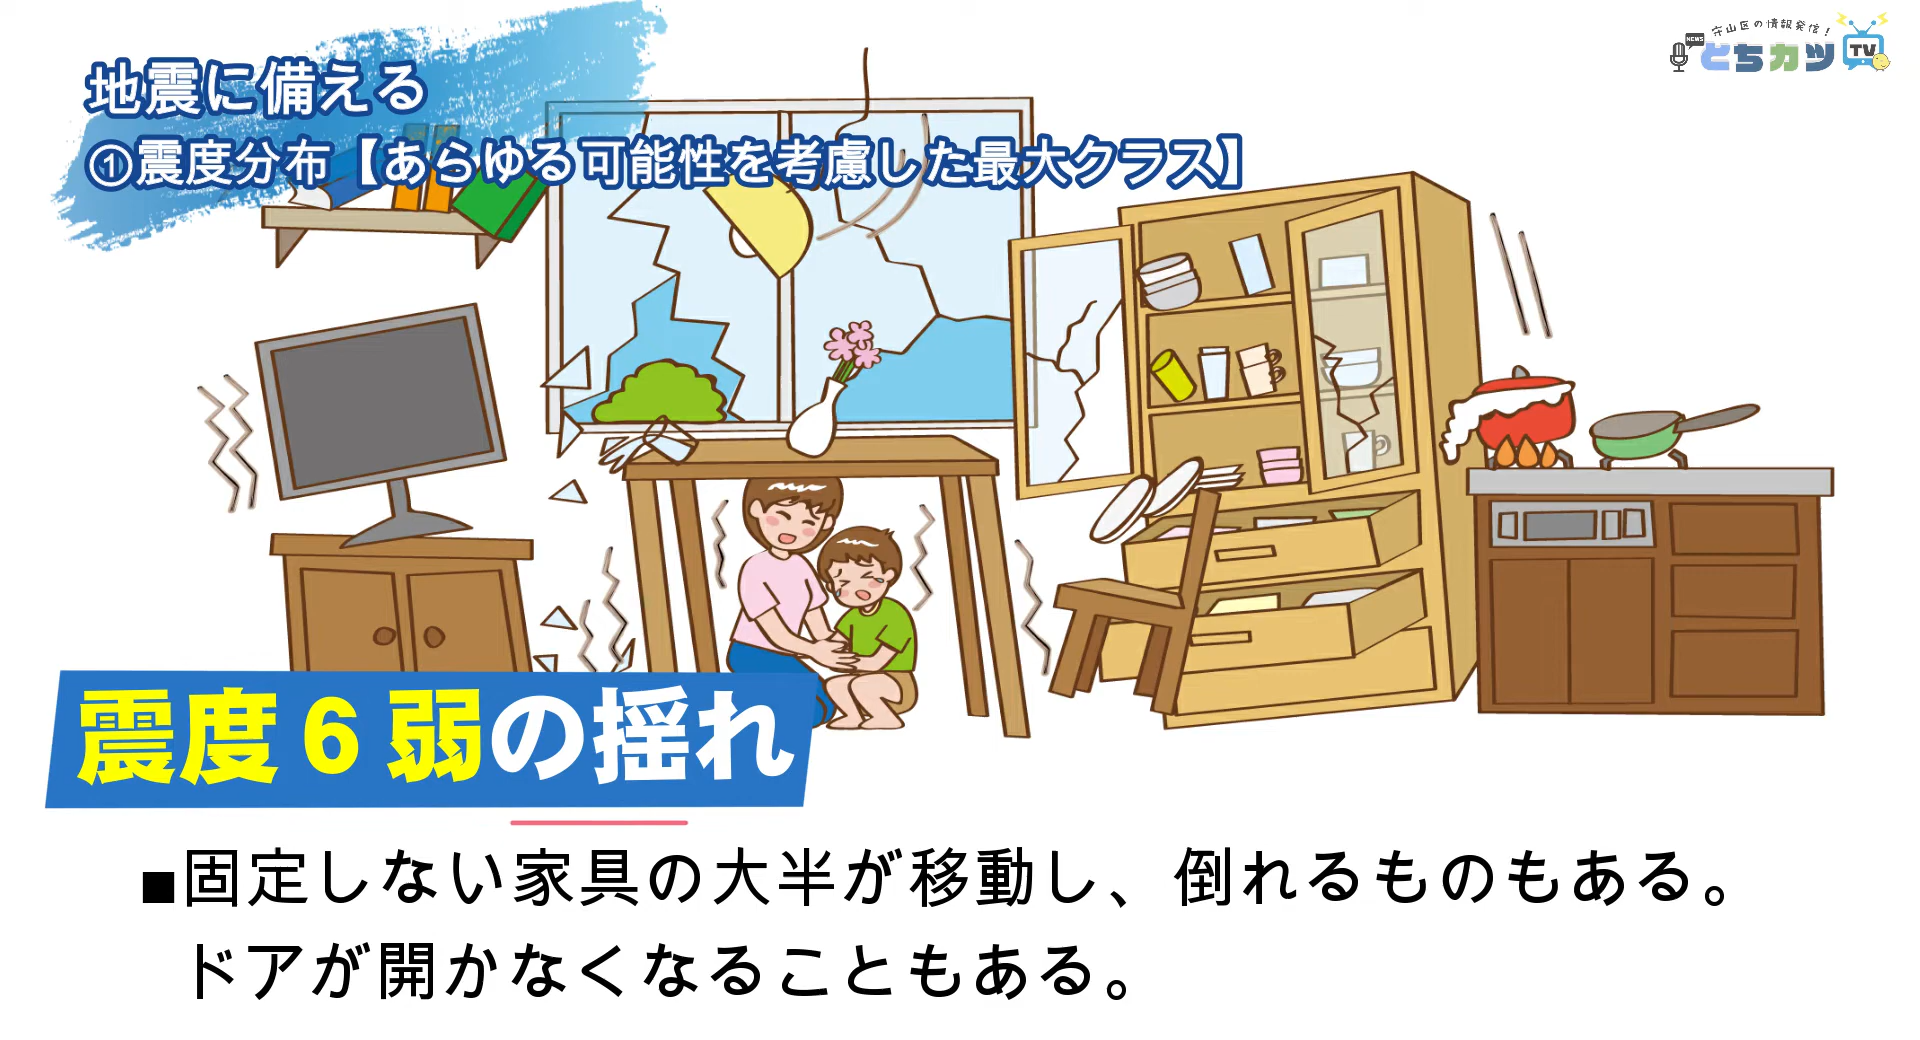 地震に備える
①震度分布【あらゆる可能性を考慮した最大クラス】
守山区の情報発信！
NEWS
とちカツ
TV
震度6弱の揺れ
■固定しない家具の大半が移動し、倒れるものもある。
ドアが開かなくなることもある。